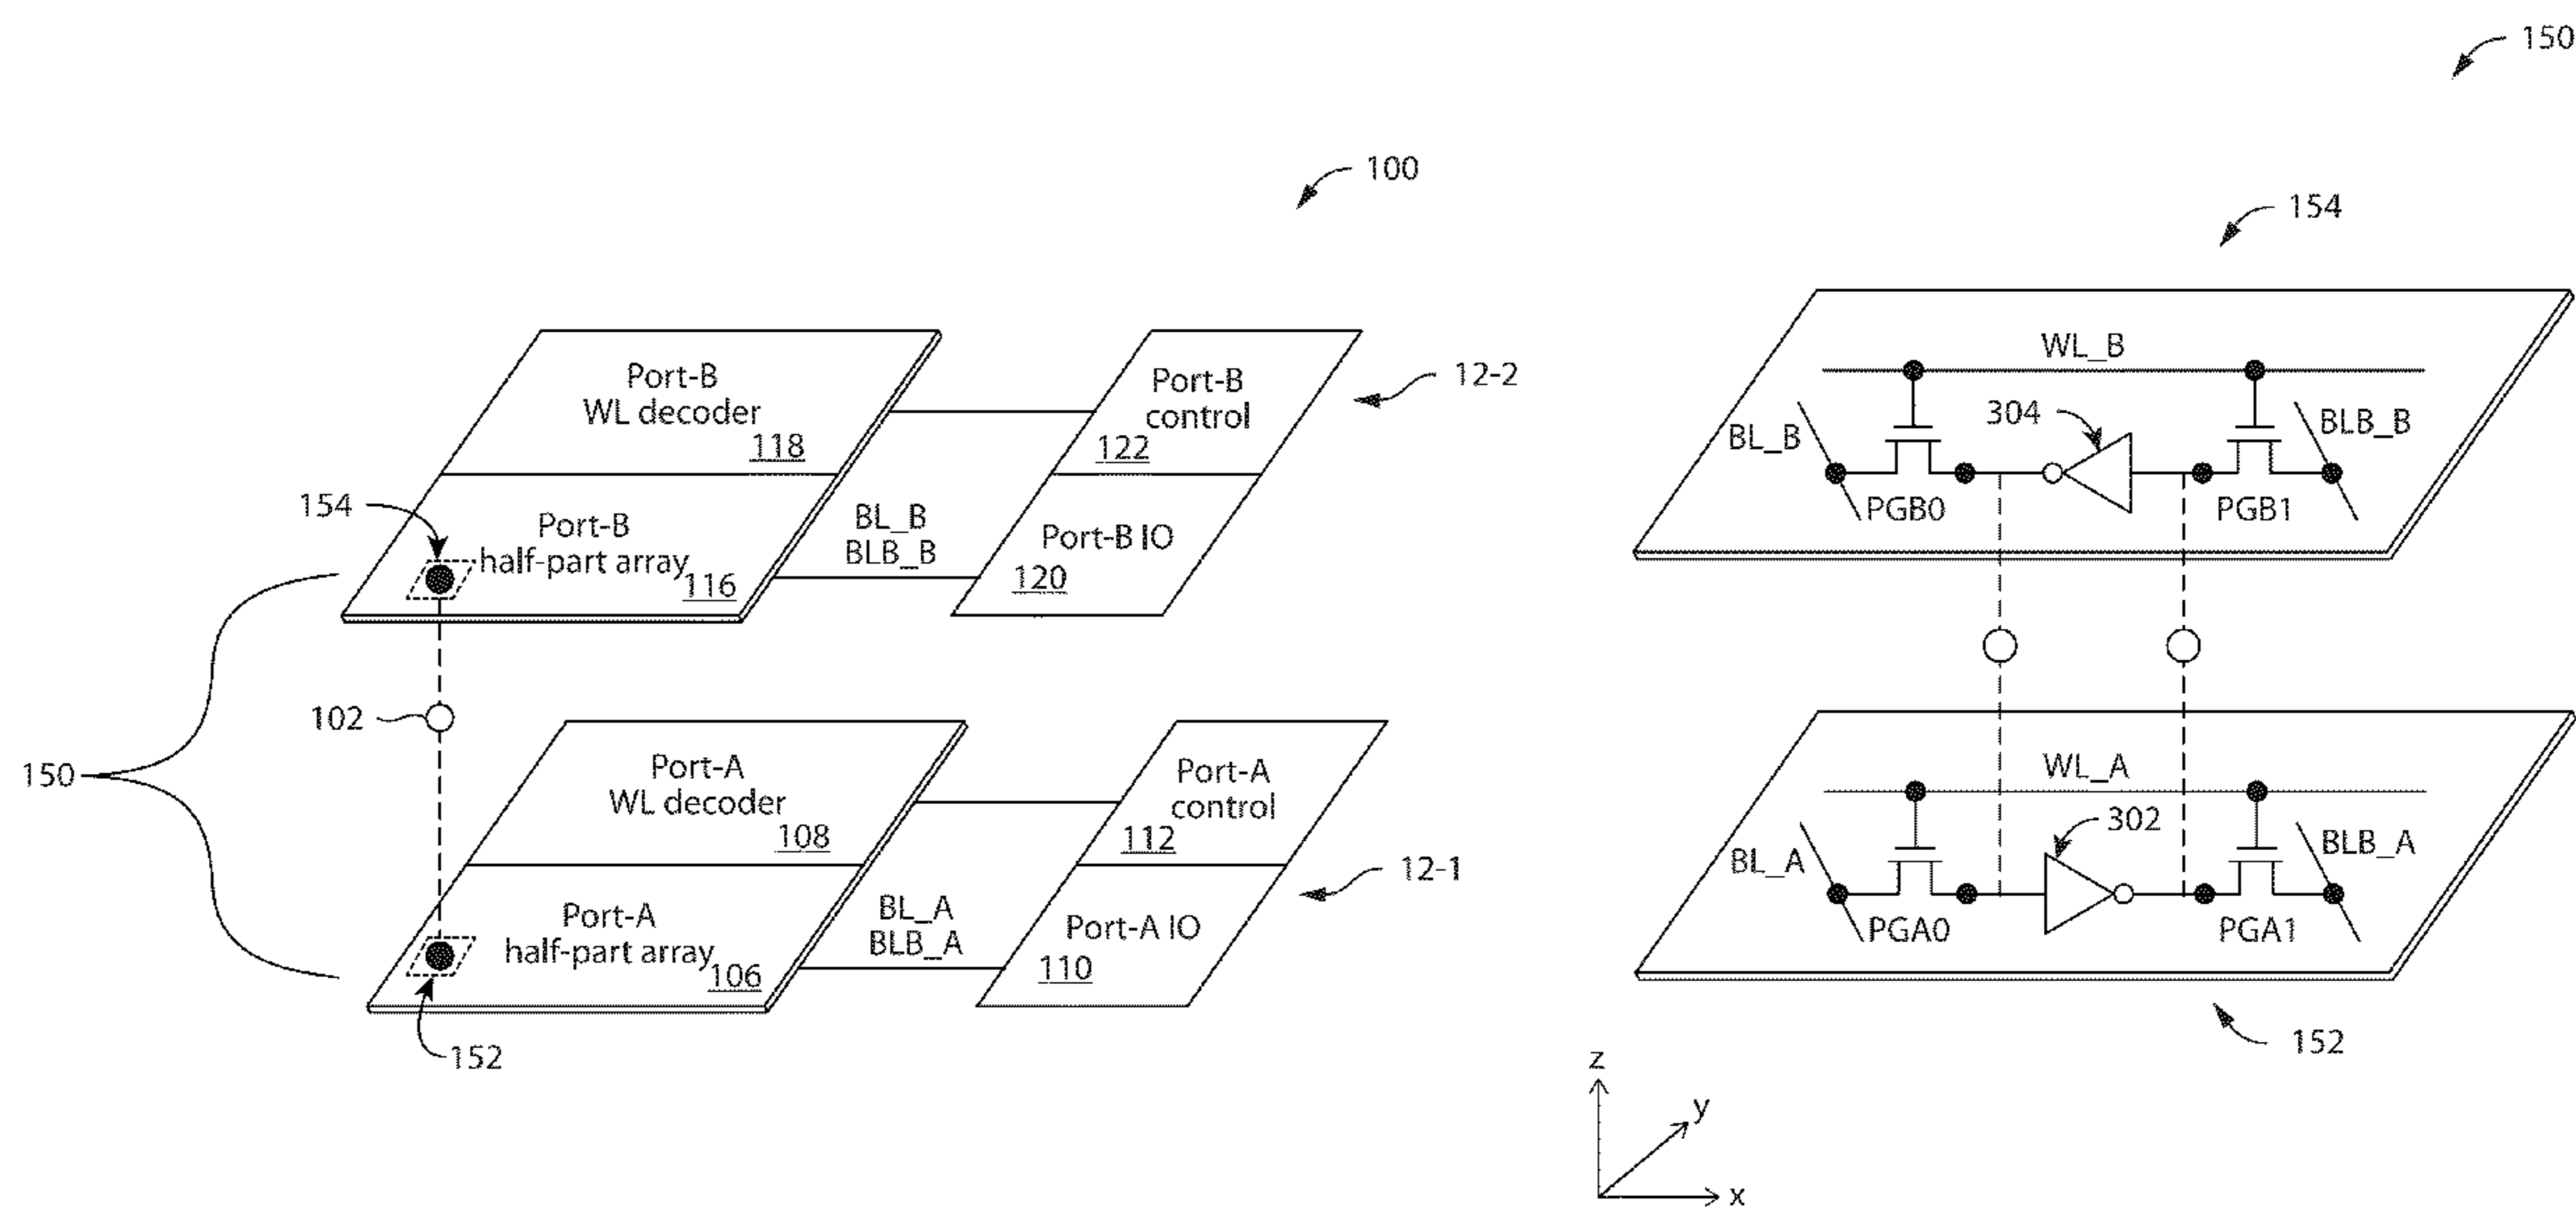 100
Port-B
WL decoder
118
Port-B
control
122
12-2
154
Port-B
half-part array
116
BL_B
BLB_B
Port-B IO
120
102
150
Port-A
WL decoder
108
Port-A
control
112
12-1
Port-A
half-part array
106
BL_A
BLB_A
Port-A IO
110
152
150
154
WL_B
304
BL_B
BLB_B
PGB0
PGB1
WL_A
302
BL_A
BLB_A
PGA0
PGA1
152
z
y
x